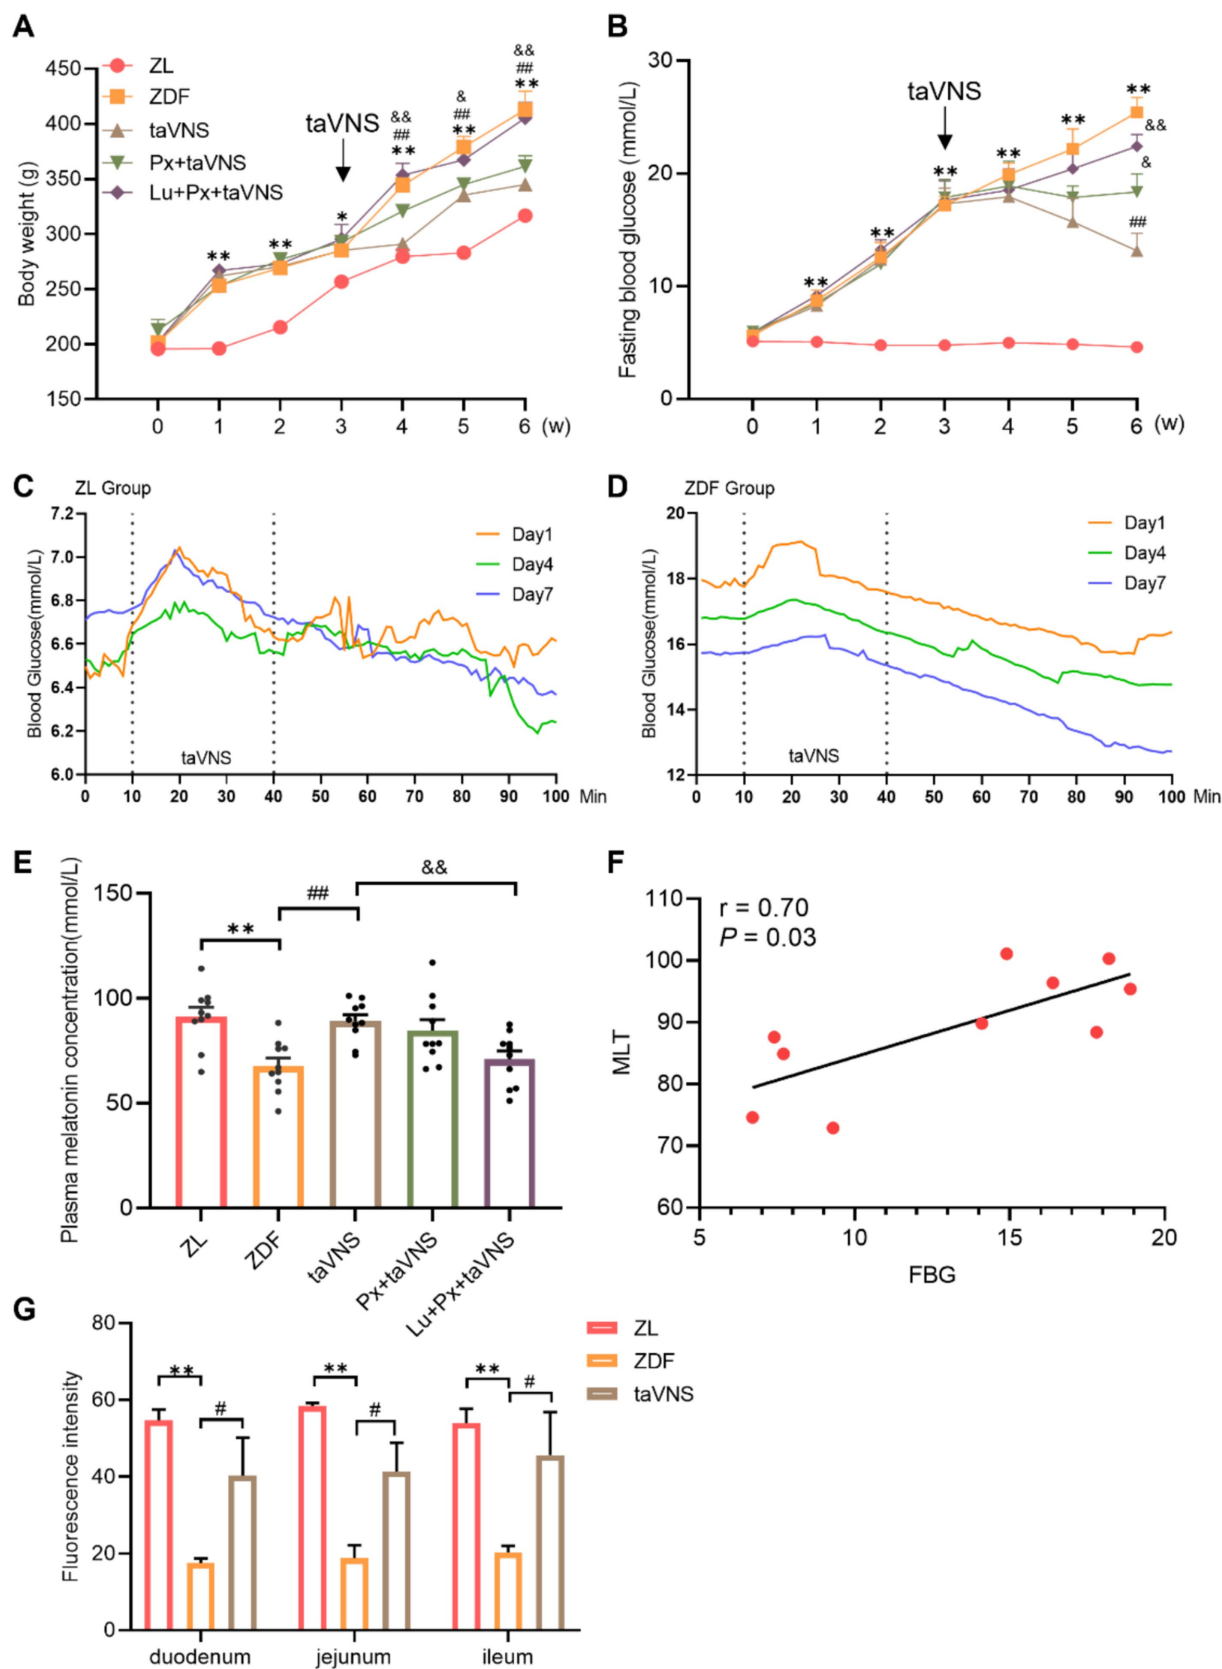 A
Body weight (g)
450
400
350
300
250
200
150
0 1 2 3 4 5 6 (w)
ZL
ZDF
taVNS
Px+taVNS
Lu+Px+taVNS
taVNS
**
**
*
&&
##
**
&
##
**
&&
##
**
B
Fasting blood glucose (mmol/L)
30
20
10
0
0 1 2 3 4 5 6 (w)
taVNS
**
**
**
**
**
**
&&
&
##
C
ZL Group
Blood Glucose(mmol/L)
7.2
7.0
6.8
6.6
6.4
6.2
6.0
Day1
Day4
Day7
taVNS
0 10 20 30 40 50 60 70 80 90 100 Min
D
ZDF Group
Blood Glucose(mmol/L)
20
18
16
14
12
Day1
Day4
Day7
taVNS
0 10 20 30 40 50 60 70 80 90 100 Min
E
Plasma melatonin concentration(mmol/L)
150
100
50
0
**
##
&&
ZL
ZDF
taVNS
Px+taVNS
Lu+Px+taVNS
F
r = 0.70
P = 0.03
MLT
110
100
90
80
70
60
5 10 15 20
FBG
G
Fluorescence intensity
80
60
40
20
0
**
#
**
#
**
#
duodenum jejunum ileum
ZL
ZDF
taVNS